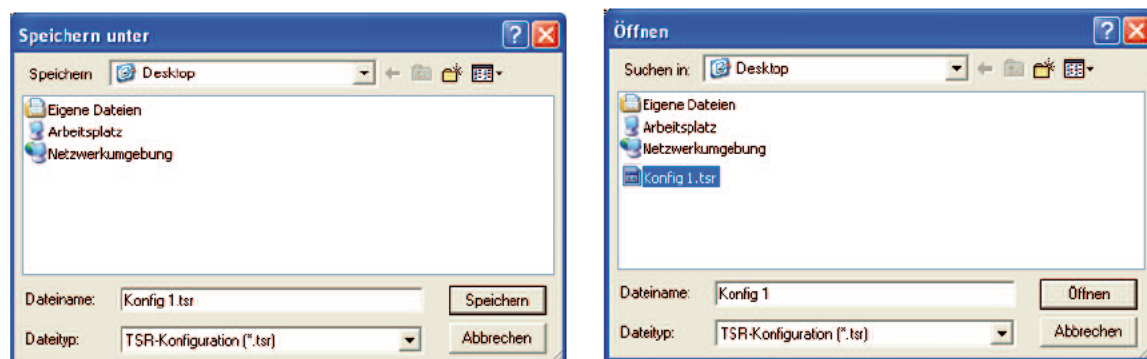 Speichern unter
Speichern
Desktop
Eigene Dateien
Arbeitsplatz
Netzwerkumgebung
Dateiname:
Konfig 1.tsr
Speichern
Dateityp:
TSR-Konfiguration (*.tsr)
Abbrechen
Öffnen
Suchen in:
Desktop
Eigene Dateien
Arbeitsplatz
Netzwerkumgebung
Konfig 1.tsr
Dateiname:
Konfig 1
Öffnen
Dateityp:
TSR-Konfiguration (*.tsr)
Abbrechen